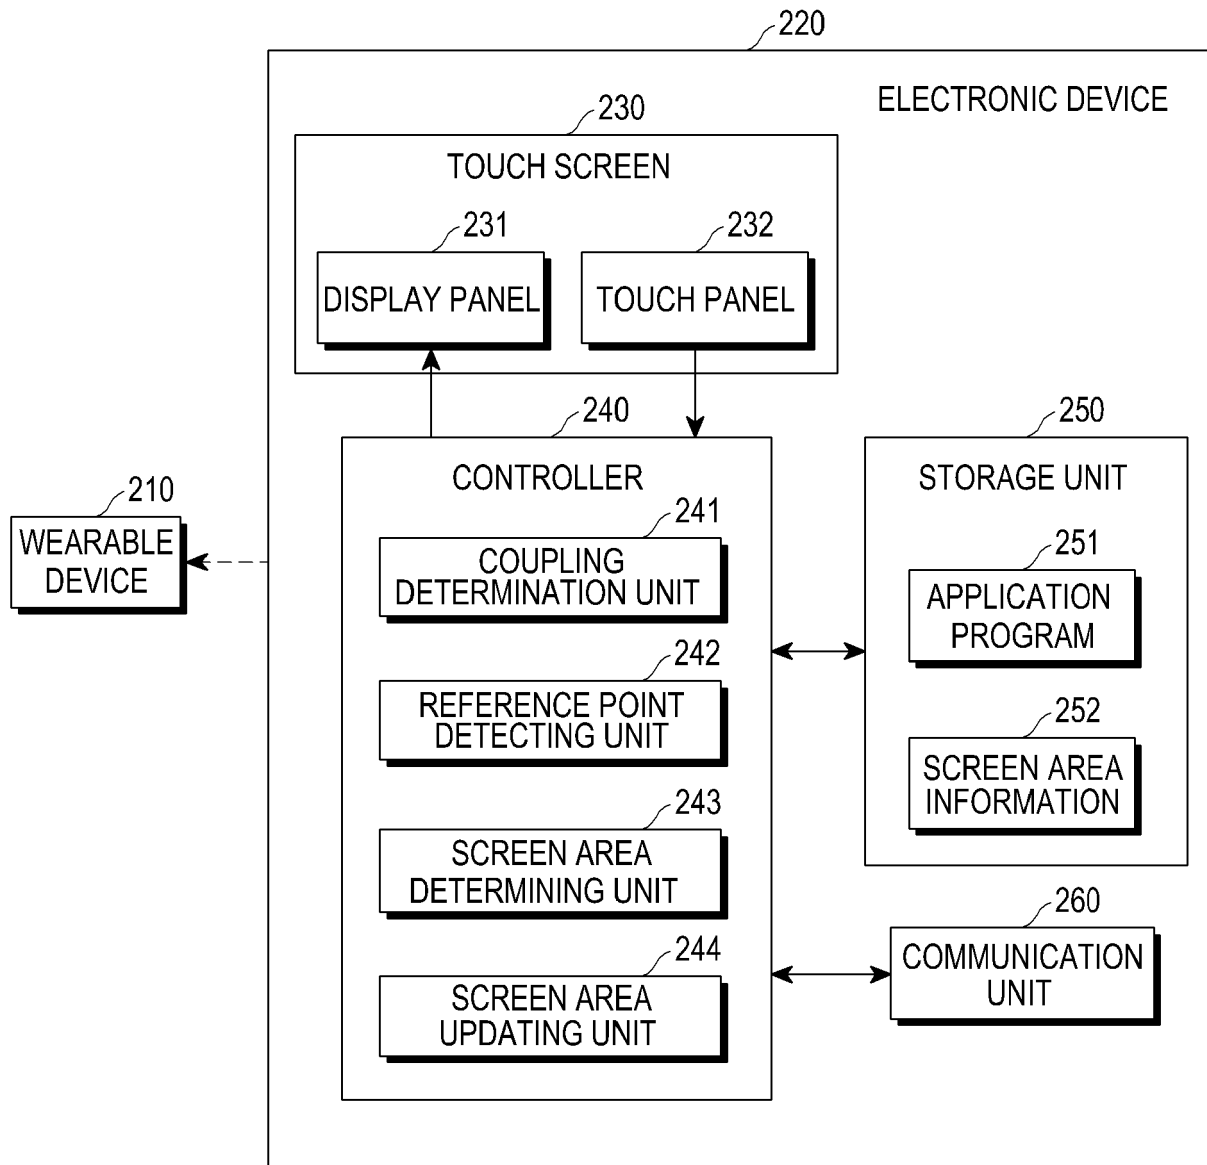 220
ELECTRONIC DEVICE
230
TOUCH SCREEN
231
DISPLAY PANEL
232
TOUCH PANEL
240
CONTROLLER
241
COUPLING
DETERMINATION UNIT
242
REFERENCE POINT
DETECTING UNIT
243
SCREEN AREA
DETERMINING UNIT
244
SCREEN AREA
UPDATING UNIT
210
WEARABLE
DEVICE
250
STORAGE UNIT
251
APPLICATION
PROGRAM
252
SCREEN AREA
INFORMATION
260
COMMUNICATION
UNIT